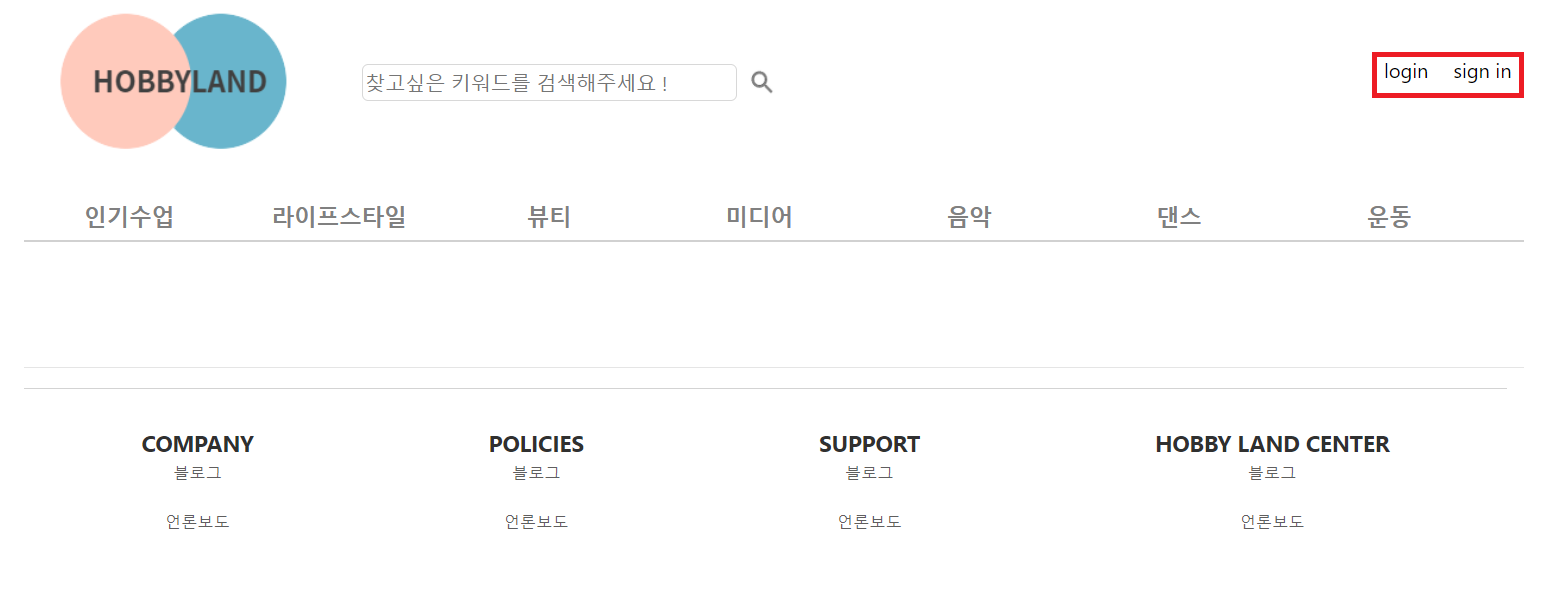 HOBBYLAND
찾고싶은 키워드를 검색해주세요 !
login sign in
인기수업 라이프스타일 뷰티 미디어 음악 댄스 운동
COMPANY POLICIES SUPPORT HOBBY LAND CENTER
블로그 블로그 블로그 블로그
언론보도 언론보도 언론보도 언론보도